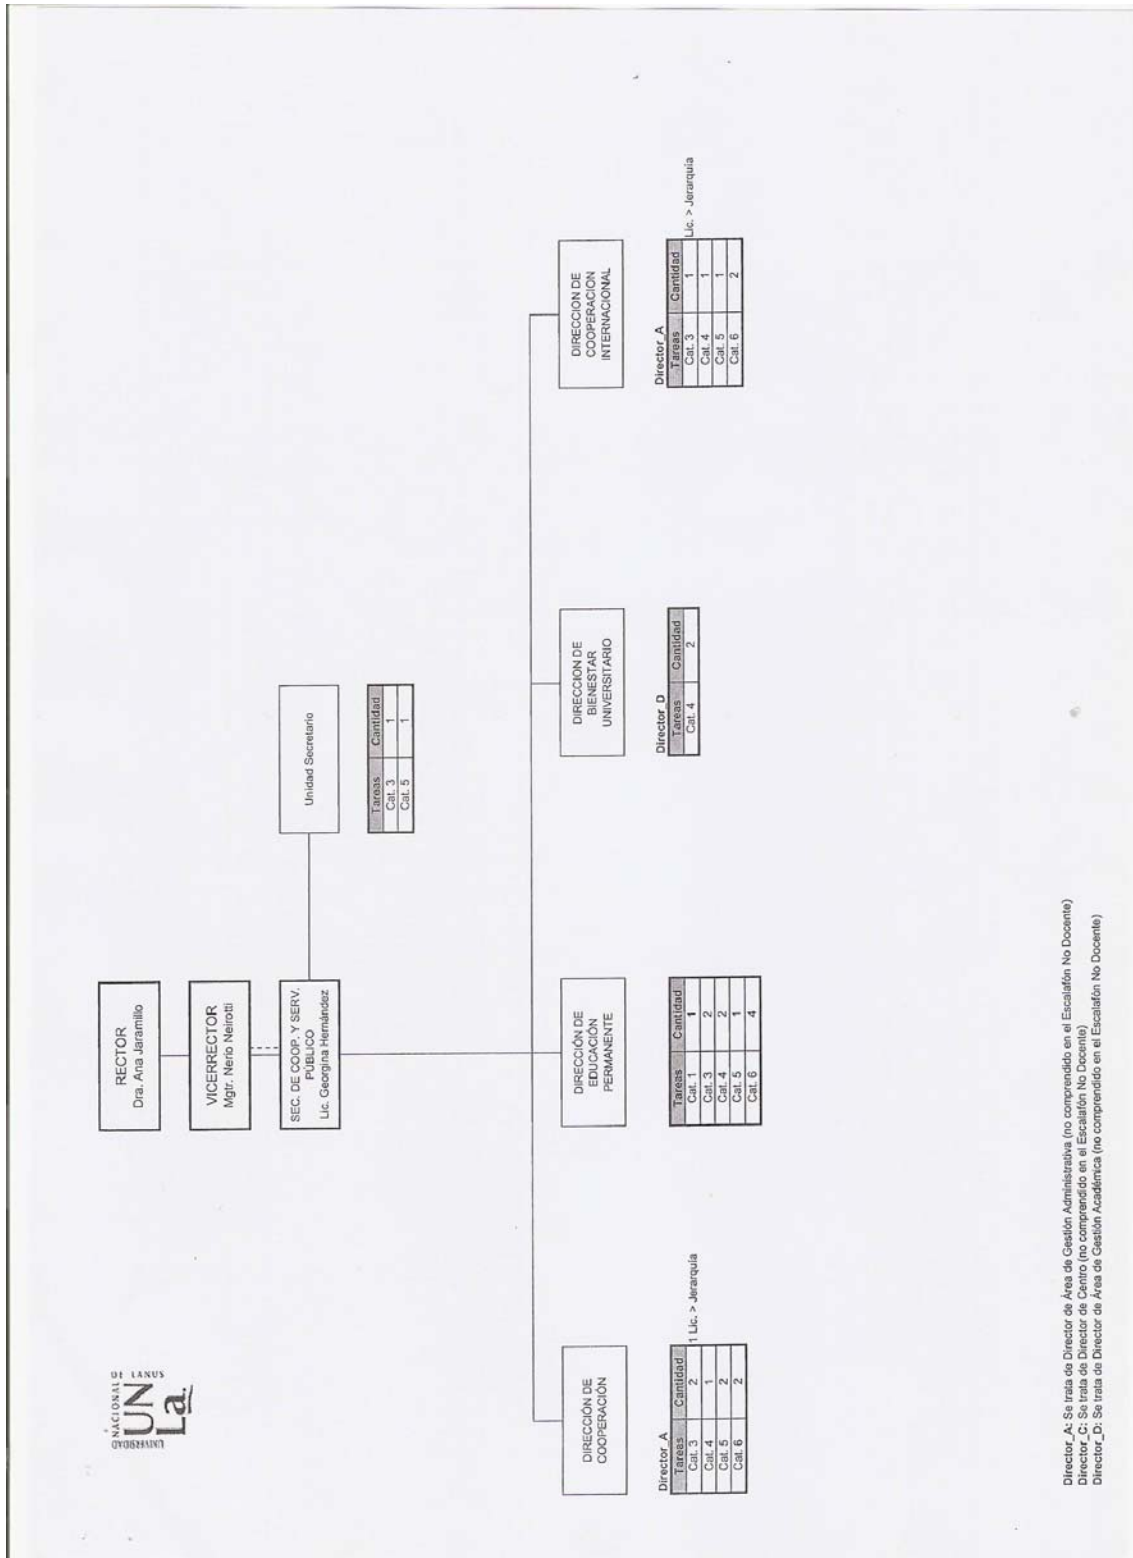 UNIVERSIDAD
NACIONAL
DE LANUS
UN
La.
RECTOR
Dra. Ana Jaramillo
VICERRECTOR
Mgtr. Nerio Neirotti
SEC. DE COOP. Y SERV.
PÚBLICO
Lic. Georgina Hernández
Unidad Secretario
Tareas Cantidad
Cat. 3 1
Cat. 5 1
DIRECCIÓN DE
COOPERACIÓN
Director_A
Tareas Cantidad
Cat. 3 2 1 Lic. > Jerarquía
Cat. 4 1
Cat. 5 2
Cat. 6 2
DIRECCIÓN DE
EDUCACIÓN
PERMANENTE
Tareas Cantidad
Cat. 1 1
Cat. 3 2
Cat. 4 2
Cat. 5 1
Cat. 6 4
DIRECCION DE
BIENESTAR
UNIVERSITARIO
Director_D
Tareas Cantidad
Cat. 4 2
DIRECCION DE
COOPERACION
INTERNACIONAL
Director_A
Tareas Cantidad
Cat. 3 1 Lic. > Jerarquía
Cat. 4 1
Cat. 5 1
Cat. 6 2
Director_A: Se trata de Director de Área de Gestión Administrativa (no comprendido en el Escalafón No Docente)
Director_C: Se trata de Director de Centro (no comprendido en el Escalafón No Docente)
Director_D: Se trata de Director de Área de Gestión Académica (no comprendido en el Escalafón No Docente)